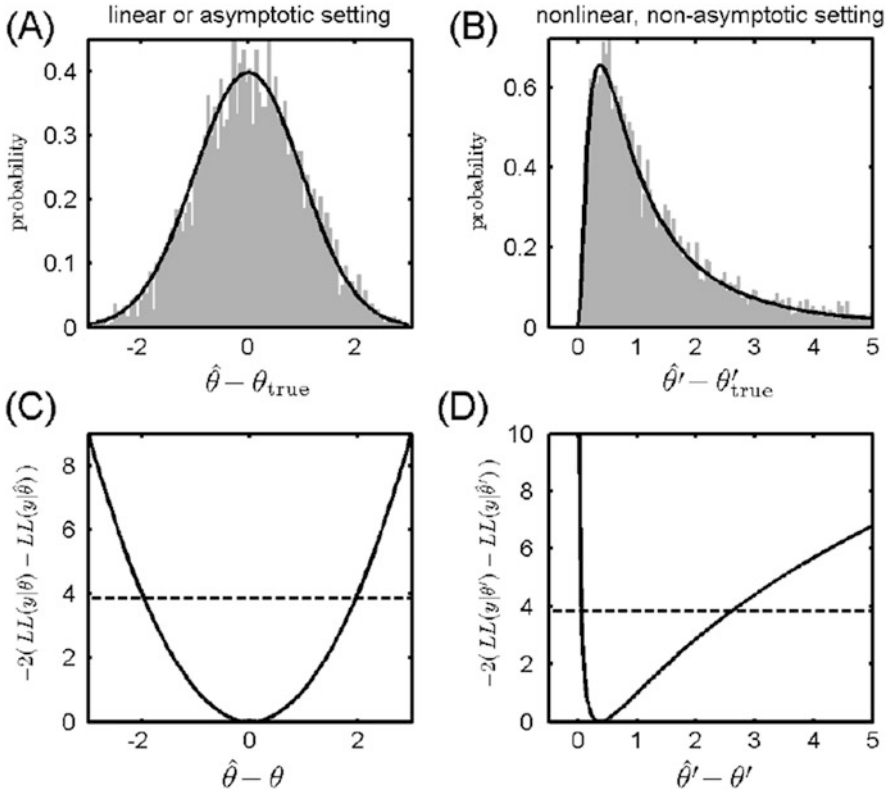 (A) linear or asymptotic setting
probability
0.4
0.3
0.2
0.1
0
-2 0 2
θ̂ − θ_true
(B) nonlinear, non-asymptotic setting
probability
0.6
0.4
0.2
0
0 1 2 3 4 5
θ̂′ − θ′_true
(C)
−2( LL(y|θ) − LL(y|θ̂) )
8
6
4
2
0
-2 0 2
θ̂ − θ
(D)
−2( LL(y|θ′) − LL(y|θ̂′) )
10
8
6
4
2
0
0 1 2 3 4 5
θ̂′ − θ′